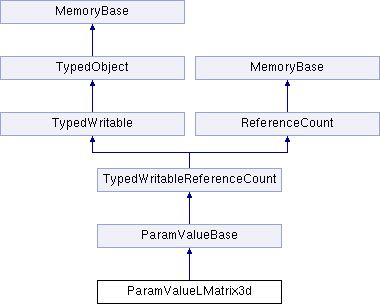 MemoryBase
TypedObject
MemoryBase
TypedWritable
ReferenceCount
TypedWritableReferenceCount
ParamValueBase
ParamValueLMatrix3d